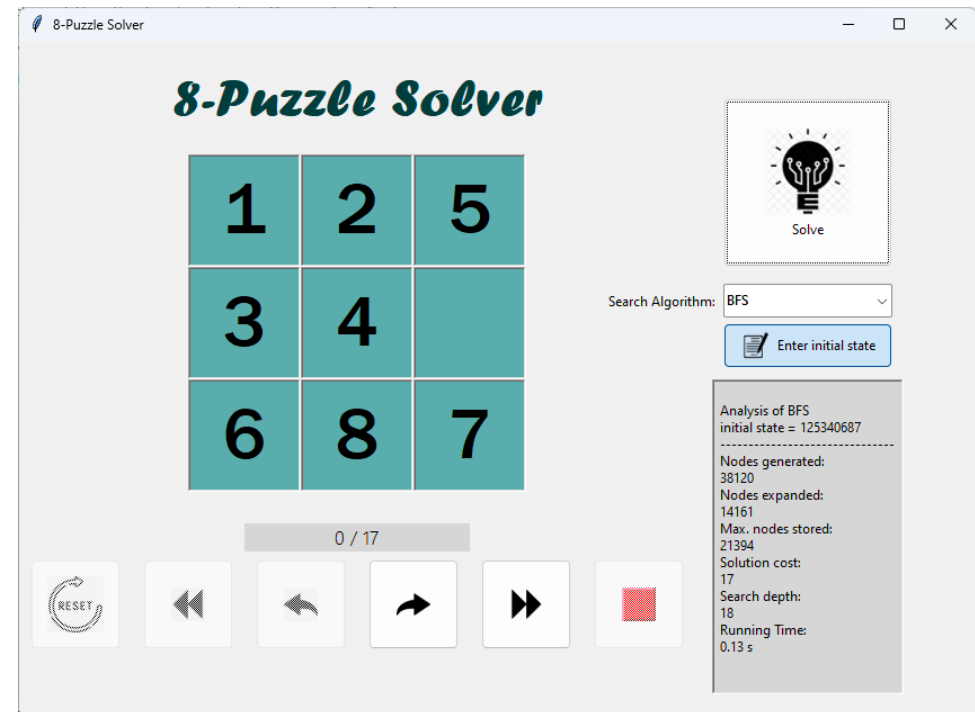 8-Puzzle Solver
8-Puzzle Solver
1 2 5
3 4
6 8 7
0 / 17
RESET
Solve
Search Algorithm: BFS
Enter initial state
Analysis of BFS
initial state = 125340687
--------------------------------
Nodes generated:
38120
Nodes expanded:
14161
Max. nodes stored:
21394
Solution cost:
17
Search depth:
18
Running Time:
0.13 s